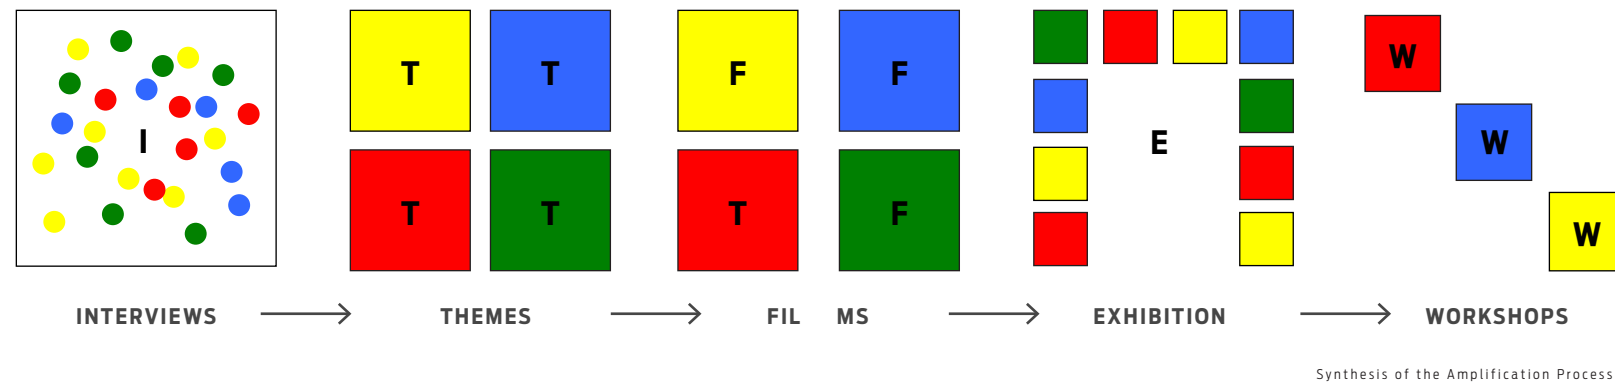 T T F F
W
I E W
T T T F
W
INTERVIEWS THEMES FIL MS EXHIBITION WORKSHOPS
Synthesis of the Amplification Process